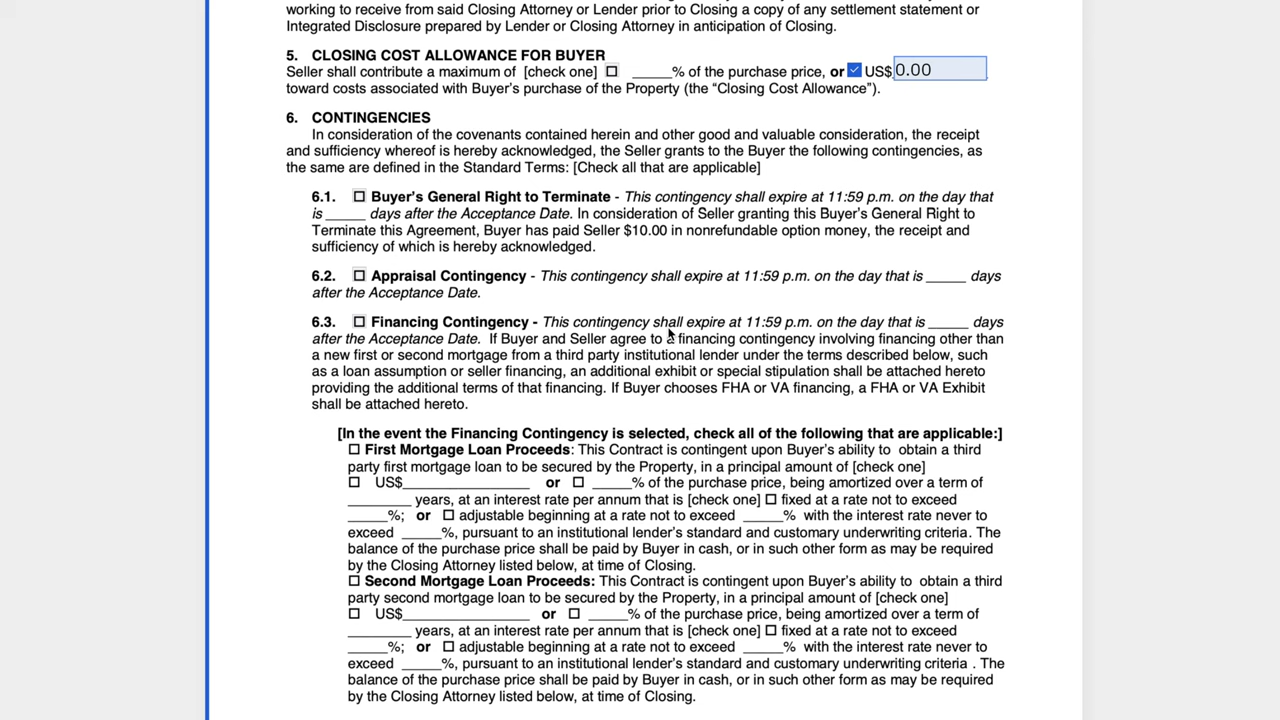 working to receive from said Closing Attorney or Lender prior to Closing a copy of any settlement statement or
Integrated Disclosure prepared by Lender or Closing Attorney in anticipation of Closing.
5. CLOSING COST ALLOWANCE FOR BUYER
Seller shall contribute a maximum of [check one] ☐ _____% of the purchase price, or ☑ US$ 0.00
toward costs associated with Buyer's purchase of the Property (the “Closing Cost Allowance”).
6. CONTINGENCIES
In consideration of the covenants contained herein and other good and valuable consideration, the receipt
and sufficiency whereof is hereby acknowledged, the Seller grants to the Buyer the following contingencies, as
the same are defined in the Standard Terms: [Check all that are applicable]
6.1. ☐ Buyer's General Right to Terminate - This contingency shall expire at 11:59 p.m. on the day that
is _____ days after the Acceptance Date. In consideration of Seller granting this Buyer's General Right to
Terminate this Agreement, Buyer has paid Seller $10.00 in nonrefundable option money, the receipt and
sufficiency of which is hereby acknowledged.
6.2. ☐ Appraisal Contingency - This contingency shall expire at 11:59 p.m. on the day that is _____ days
after the Acceptance Date.
6.3. ☐ Financing Contingency - This contingency shall expire at 11:59 p.m. on the day that is _____ days
after the Acceptance Date. If Buyer and Seller agree to a financing contingency involving financing other than
a new first or second mortgage from a third party institutional lender under the terms described below, such
as a loan assumption or seller financing, an additional exhibit or special stipulation shall be attached hereto
providing the additional terms of that financing. If Buyer chooses FHA or VA financing, a FHA or VA Exhibit
shall be attached hereto.
[In the event the Financing Contingency is selected, check all of the following that are applicable:]
☐ First Mortgage Loan Proceeds: This Contract is contingent upon Buyer's ability to obtain a third
party first mortgage loan to be secured by the Property, in a principal amount of [check one]
☐ US$________________ or ☐ _____% of the purchase price, being amortized over a term of
________ years, at an interest rate per annum that is [check one] ☐ fixed at a rate not to exceed
_____%; or ☐ adjustable beginning at a rate not to exceed _____% with the interest rate never to
exceed _____%, pursuant to an institutional lender's standard and customary underwriting criteria. The
balance of the purchase price shall be paid by Buyer in cash, or in such other form as may be required
by the Closing Attorney listed below, at time of Closing.
☐ Second Mortgage Loan Proceeds: This Contract is contingent upon Buyer's ability to obtain a third
party second mortgage loan to be secured by the Property, in a principal amount of [check one]
☐ US$________________ or ☐ _____% of the purchase price, being amortized over a term of
________ years, at an interest rate per annum that is [check one] ☐ fixed at a rate not to exceed
_____%; or ☐ adjustable beginning at a rate not to exceed _____% with the interest rate never to
exceed _____%, pursuant to an institutional lender's standard and customary underwriting criteria . The
balance of the purchase price shall be paid by Buyer in cash, or in such other form as may be required
by the Closing Attorney listed below, at time of Closing.